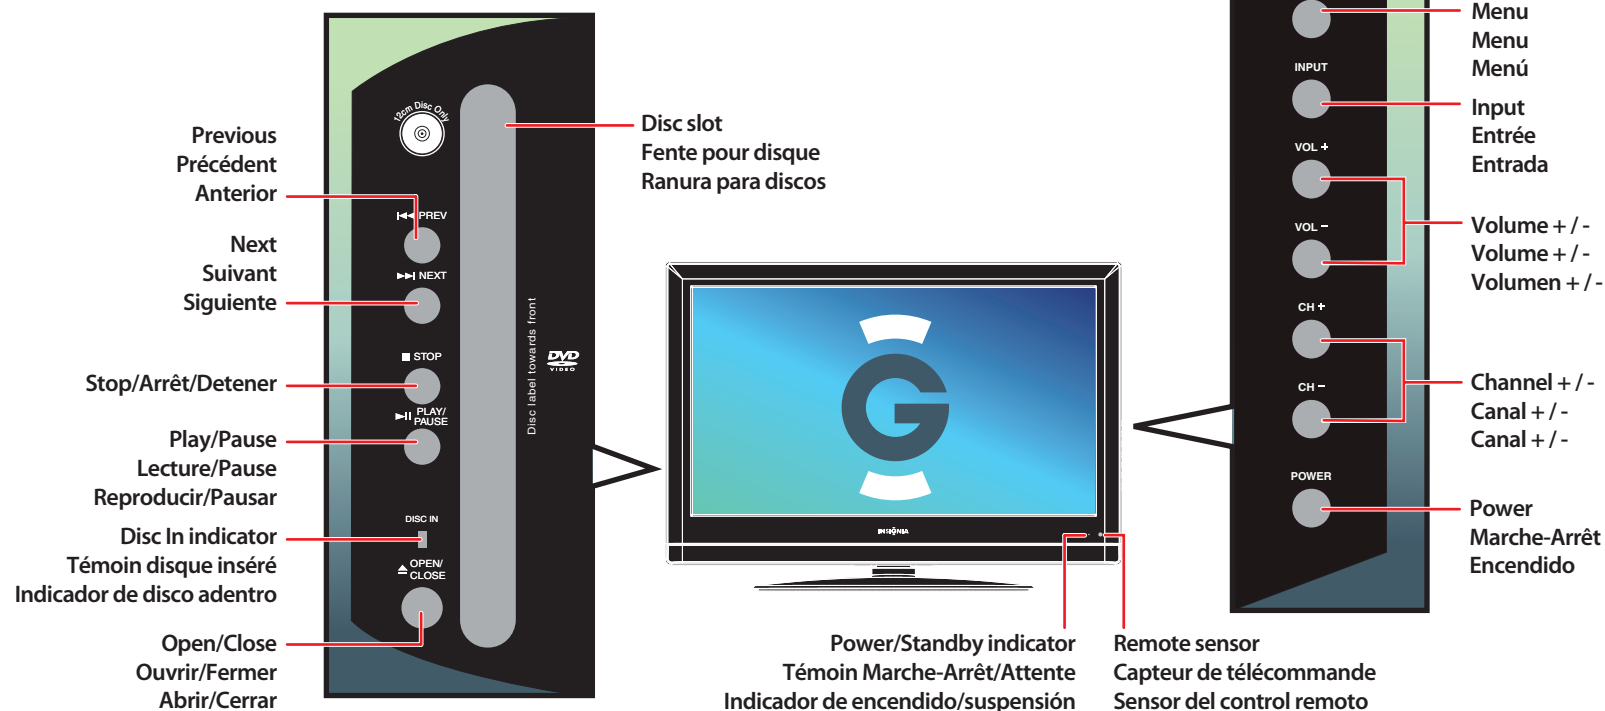 Previous
Précédent
Anterior
Next
Suivant
Siguiente
Stop/Arrêt/Detener
Play/Pause
Lecture/Pause
Reproducir/Pausar
Disc In indicator
Témoin disque inséré
Indicador de disco adentro
Open/Close
Ouvrir/Fermer
Abrir/Cerrar
12cm Disc Only
PREV
NEXT
STOP
PLAY/
PAUSE
DISC IN
OPEN/
CLOSE
Disc label towards front
DVD
VIDEO
Disc slot
Fente pour disque
Ranura para discos
INSIGNIA
Power/Standby indicator
Témoin Marche-Arrêt/Attente
Indicador de encendido/suspensión
Remote sensor
Capteur de télécommande
Sensor del control remoto
INPUT
VOL +
VOL -
CH +
CH -
POWER
Menu
Menu
Menú
Input
Entrée
Entrada
Volume + / -
Volume + / -
Volumen + / -
Channel + / -
Canal + / -
Canal + / -
Power
Marche-Arrêt
Encendido